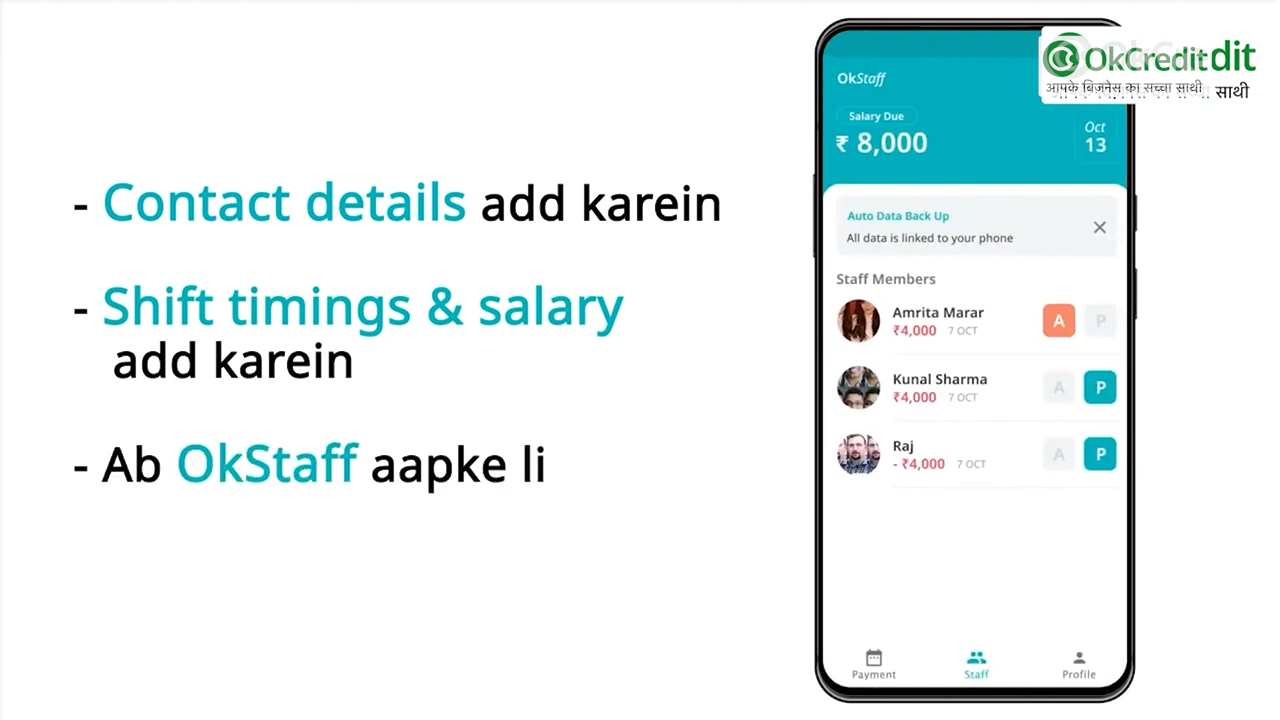 - Contact details add karein
- Shift timings & salary
add karein
- Ab OkStaff aapke li
OkStaff
Salary Due
₹ 8,000
Oct
13
OkCredit
dit
आपके बिज़नेस का सच्चा साथी
साथी
Auto Data Back Up
All data is linked to your phone
Staff Members
Amrita Marar
₹4,000 7 OCT
A P
Kunal Sharma
₹4,000 7 OCT
A P
Raj
- ₹4,000 7 OCT
A P
Payment Staff Profile